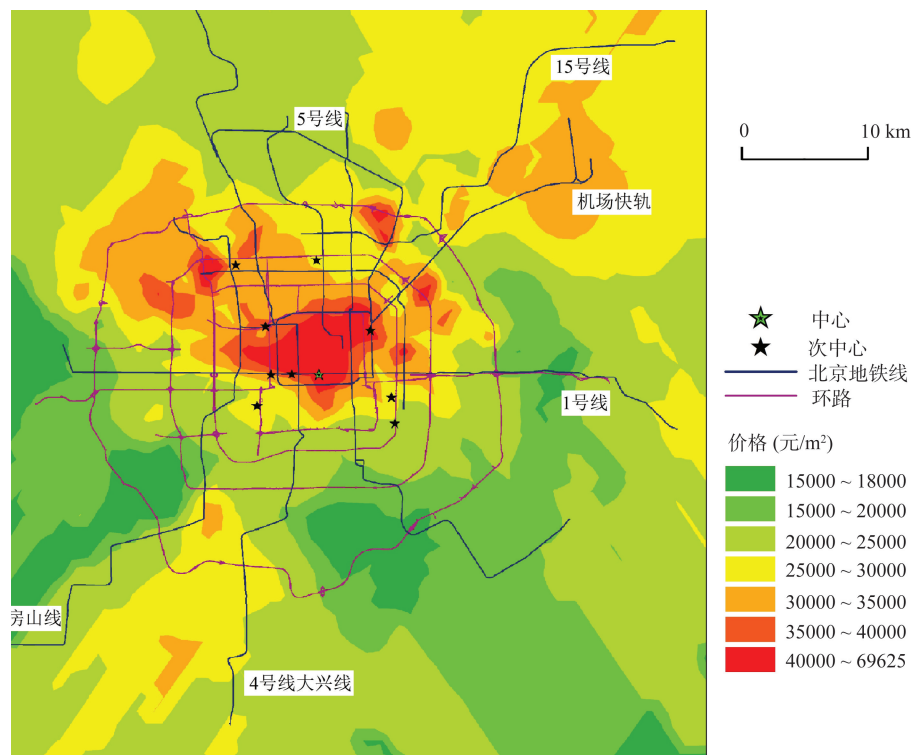 15号线
5号线
机场快轨
1号线
房山线
4号线大兴线
0 10 km
中心
次中心
北京地铁线
环路
价格 (元/m²)
15000 ~ 18000
15000 ~ 20000
20000 ~ 25000
25000 ~ 30000
30000 ~ 35000
35000 ~ 40000
40000 ~ 69625